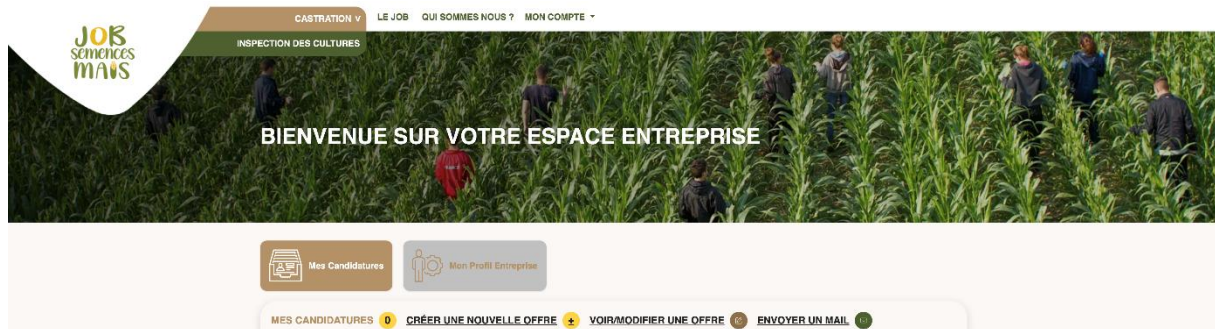 CASTRATION v LE JOB QUI SOMMES NOUS ? MON COMPTE
JOB
semences
MAïS
INSPECTION DES CULTURES
BIENVENUE SUR VOTRE ESPACE ENTREPRISE
Mes Candidatures Mon Profil Entreprise
MES CANDIDATURES 0 CRÉER UNE NOUVELLE OFFRE + VOIR/MODIFIER UNE OFFRE ENVOYER UN MAIL